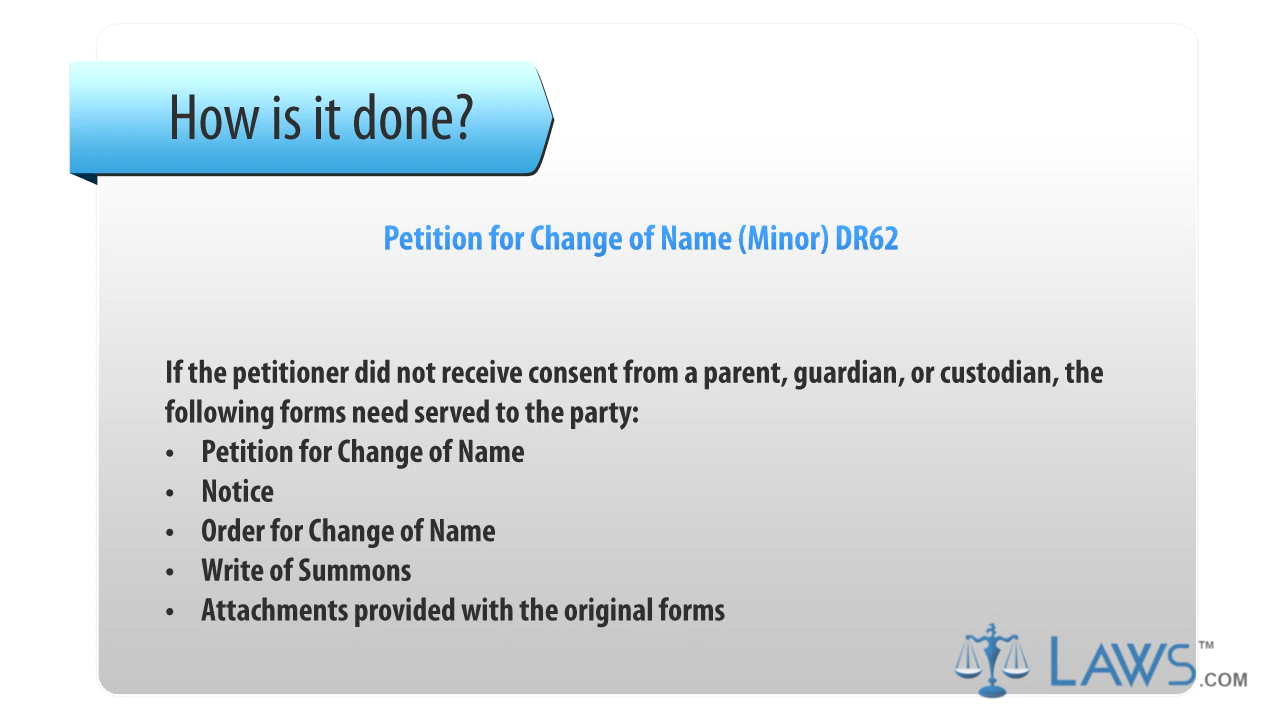 How is it done?
Petition for Change of Name (Minor) DR62
If the petitioner did not receive consent from a parent, guardian, or custodian, the
following forms need served to the party:
• Petition for Change of Name
• Notice
• Order for Change of Name
• Write of Summons
• Attachments provided with the original forms
LAWS™.COM